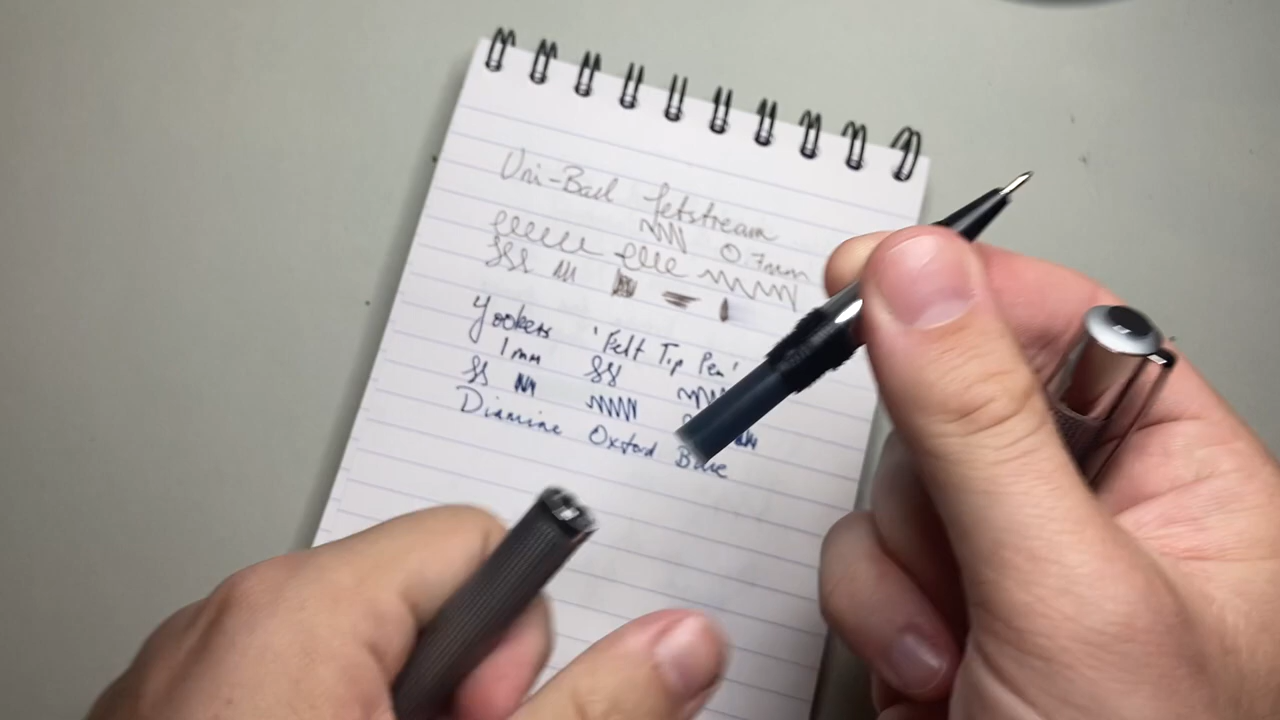 Uni-Ball Jetstream
0.7mm
Yookers 'Felt Tip Pen'
1mm
Diamine Oxford Blue